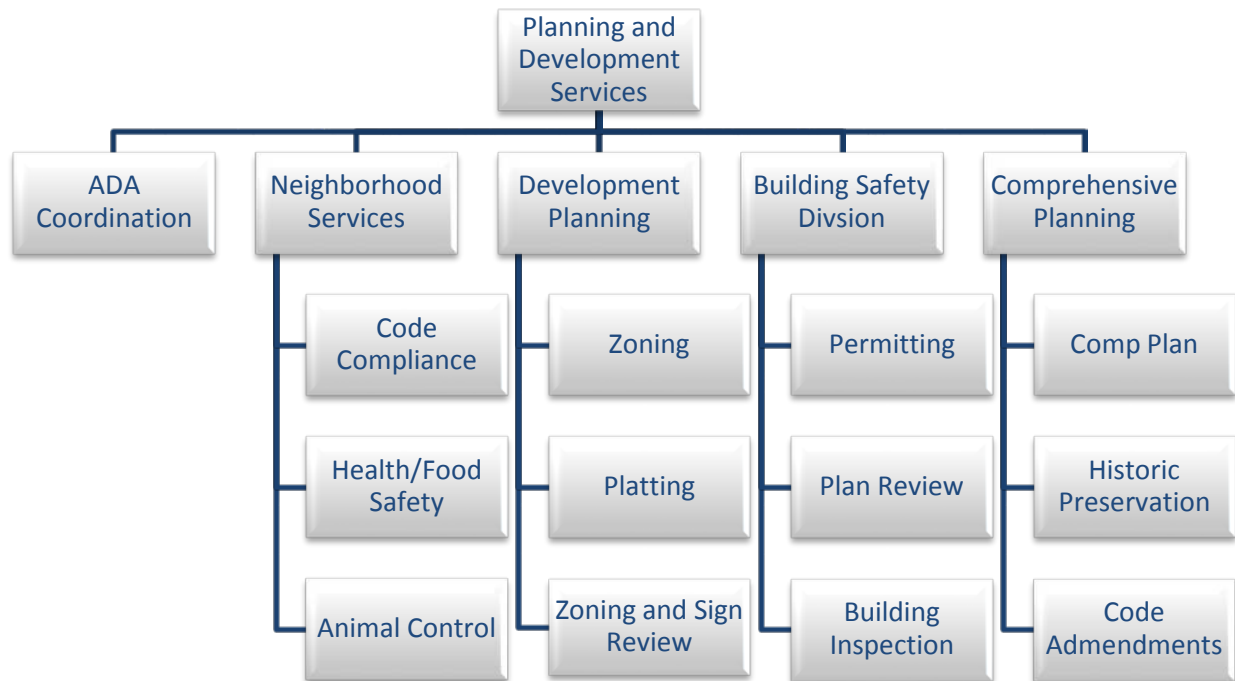 Planning and
Development
Services
ADA
Coordination
Neighborhood
Services
Development
Planning
Building Safety
Divsion
Comprehensive
Planning
Code
Compliance
Zoning
Permitting
Comp Plan
Health/Food
Safety
Platting
Plan Review
Historic
Preservation
Animal Control
Zoning and Sign
Review
Building
Inspection
Code
Admendments